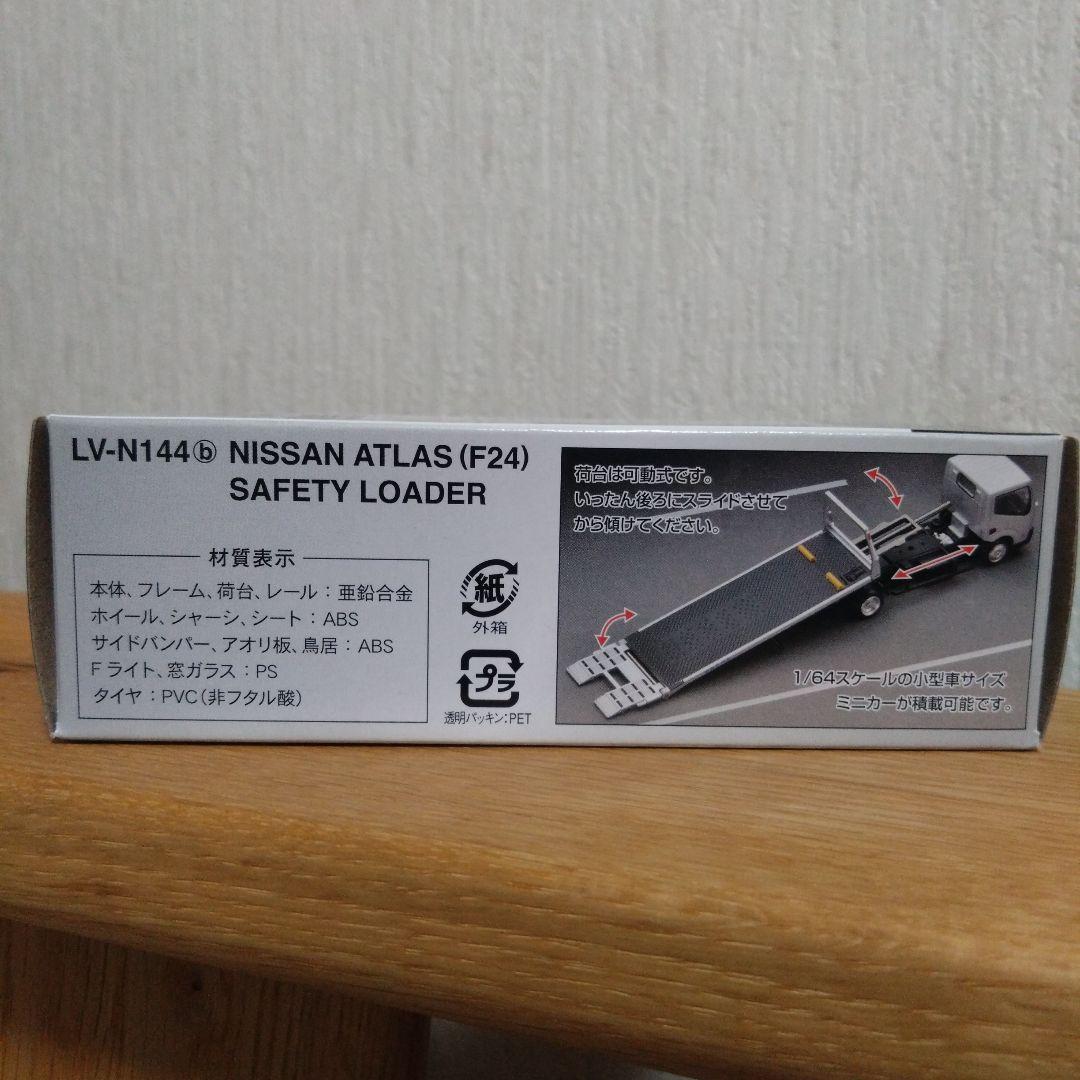 LV-N144ⓑ NISSAN ATLAS (F24)
SAFETY LOADER
材質表示
本体、フレーム、荷台、レール：亜鉛合金
ホイール、シャーシ、シート：ABS
サイドバンパー、アオリ板、鳥居：ABS
Fライト、窓ガラス：PS
タイヤ：PVC（非フタル酸）
紙
外箱
プラ
透明パッキン：PET
荷台は可動式です。
いったん後ろにスライドさせて
から傾けてください。
1/64スケールの小型車サイズ
ミニカーが積載可能です。